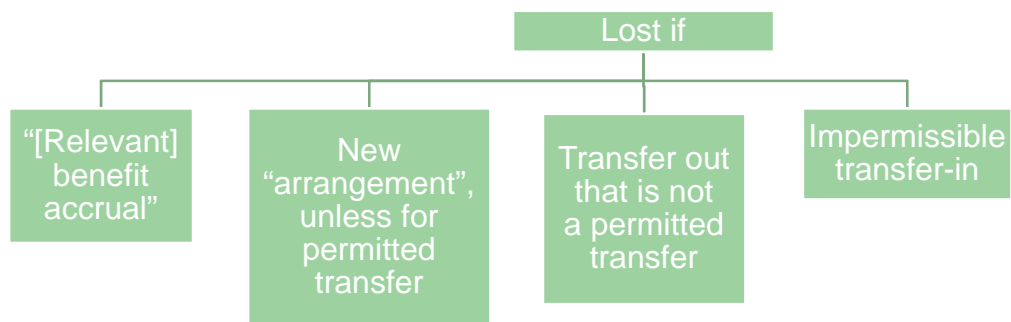 Lost if
“[Relevant]
benefit
accrual”
New
“arrangement”,
unless for
permitted
transfer
Transfer out
that is not
a permitted
transfer
Impermissible
transfer-in